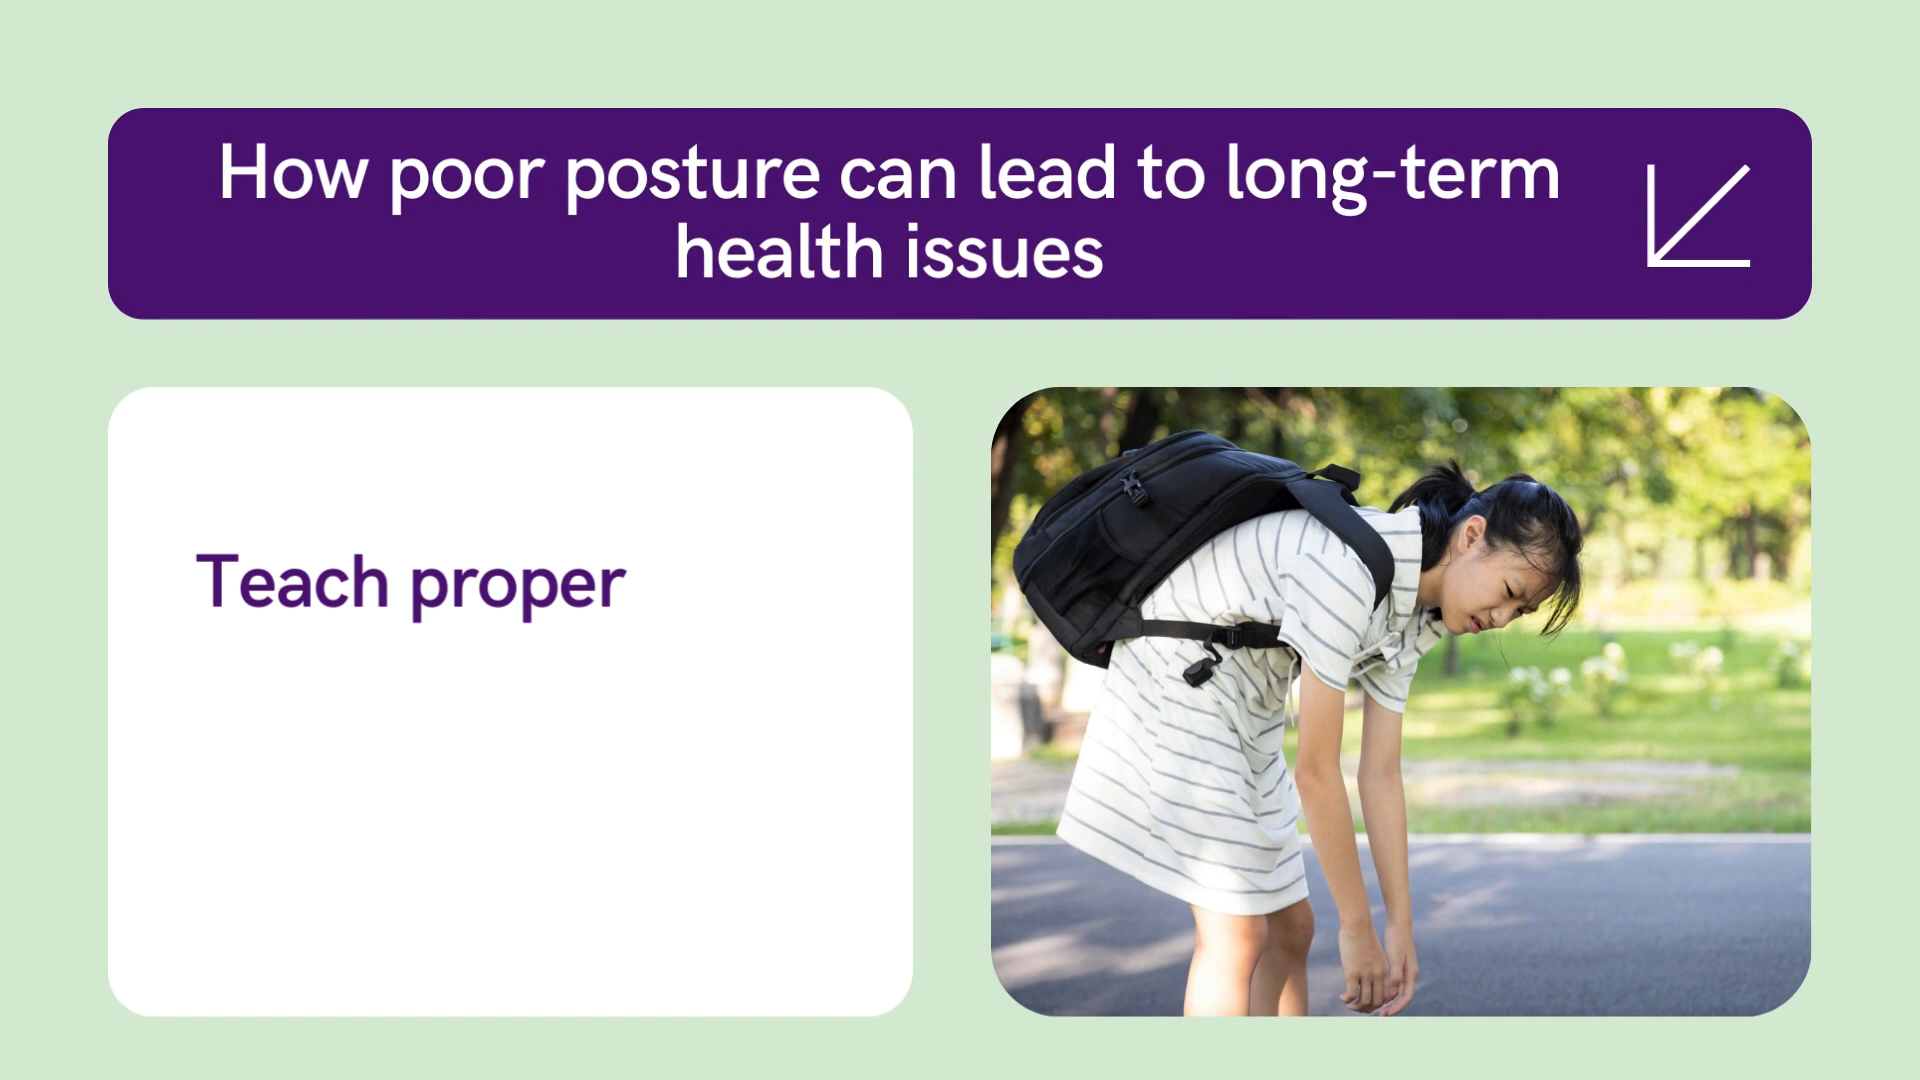 How poor posture can lead to long-term
health issues
Teach proper